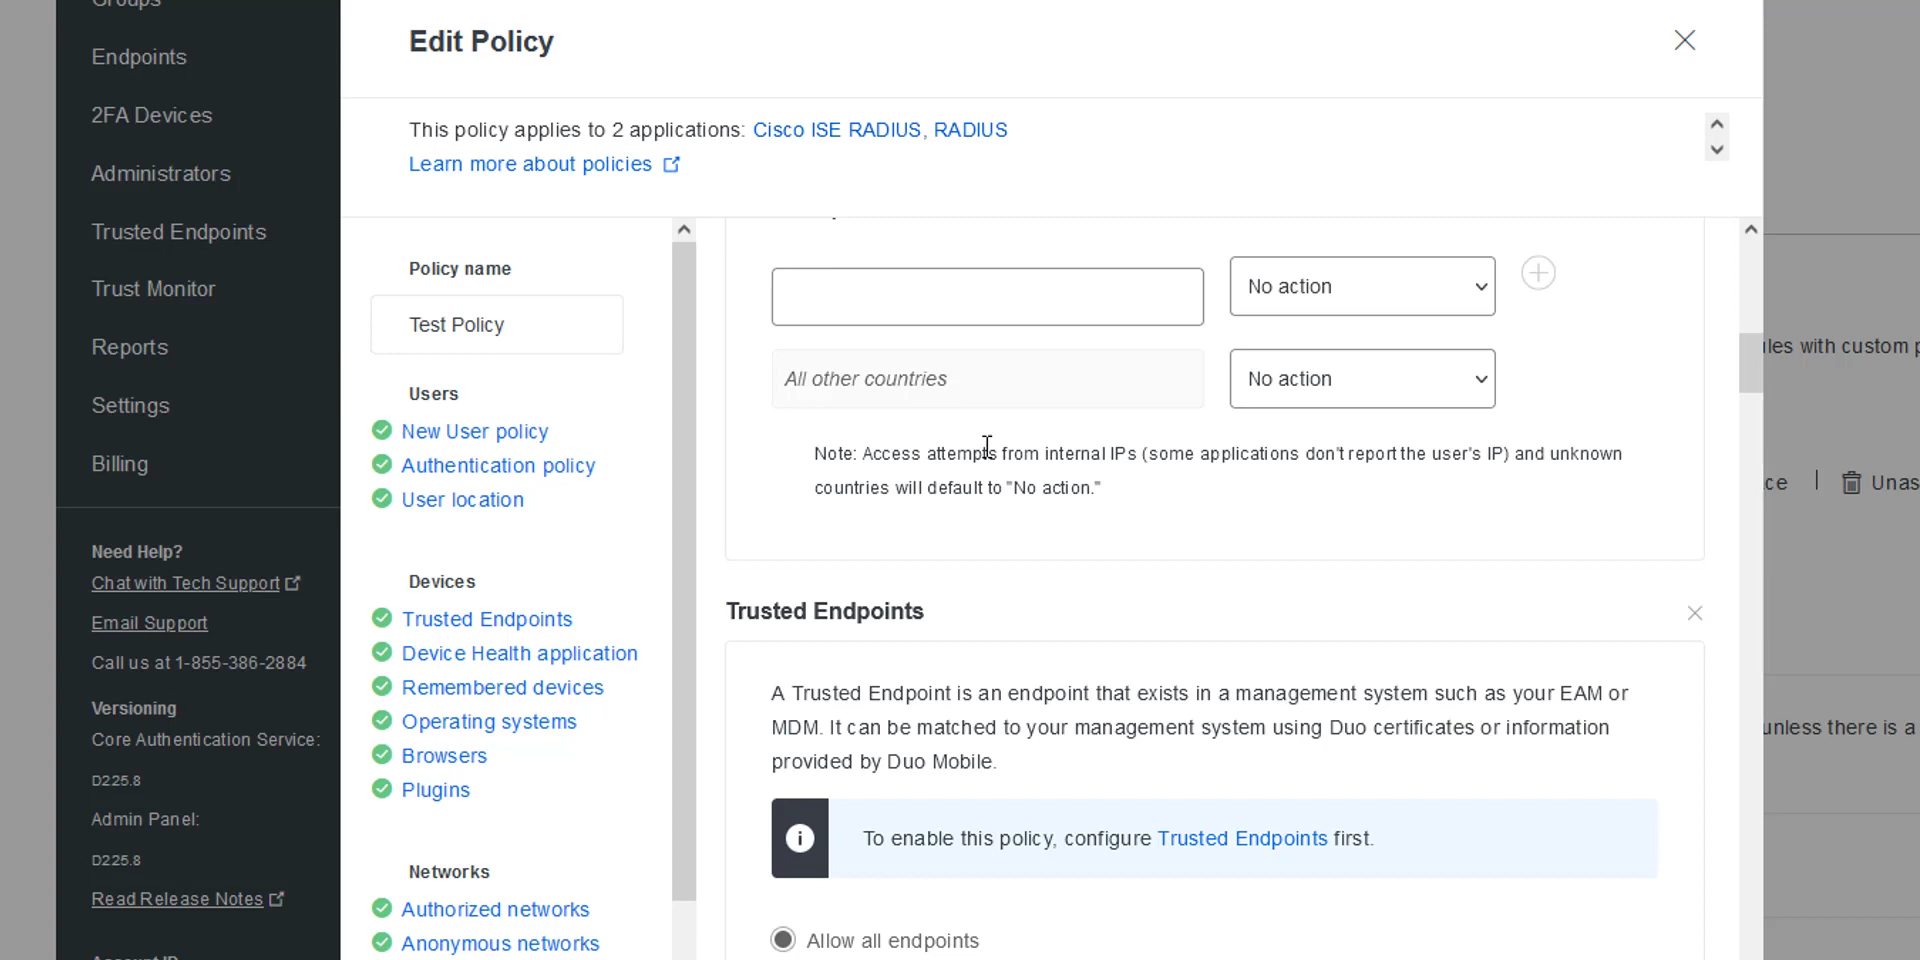 Groups
Endpoints
2FA Devices
Administrators
Trusted Endpoints
Trust Monitor
Reports
Settings
Billing
Need Help?
Chat with Tech Support
Email Support
Call us at 1-855-386-2884
Versioning
Core Authentication Service:
D225.8
Admin Panel:
D225.8
Read Release Notes
Account ID
Edit Policy
This policy applies to 2 applications: Cisco ISE RADIUS, RADIUS
Learn more about policies
Policy name
Test Policy
Users
New User policy
Authentication policy
User location
Devices
Trusted Endpoints
Device Health application
Remembered devices
Operating systems
Browsers
Plugins
Networks
Authorized networks
Anonymous networks
No action
All other countries
No action
Note: Access attempts from internal IPs (some applications don't report the user's IP) and unknown
countries will default to "No action."
Trusted Endpoints
A Trusted Endpoint is an endpoint that exists in a management system such as your EAM or
MDM. It can be matched to your management system using Duo certificates or information
provided by Duo Mobile.
To enable this policy, configure Trusted Endpoints first.
Allow all endpoints
with custom
unless there is a